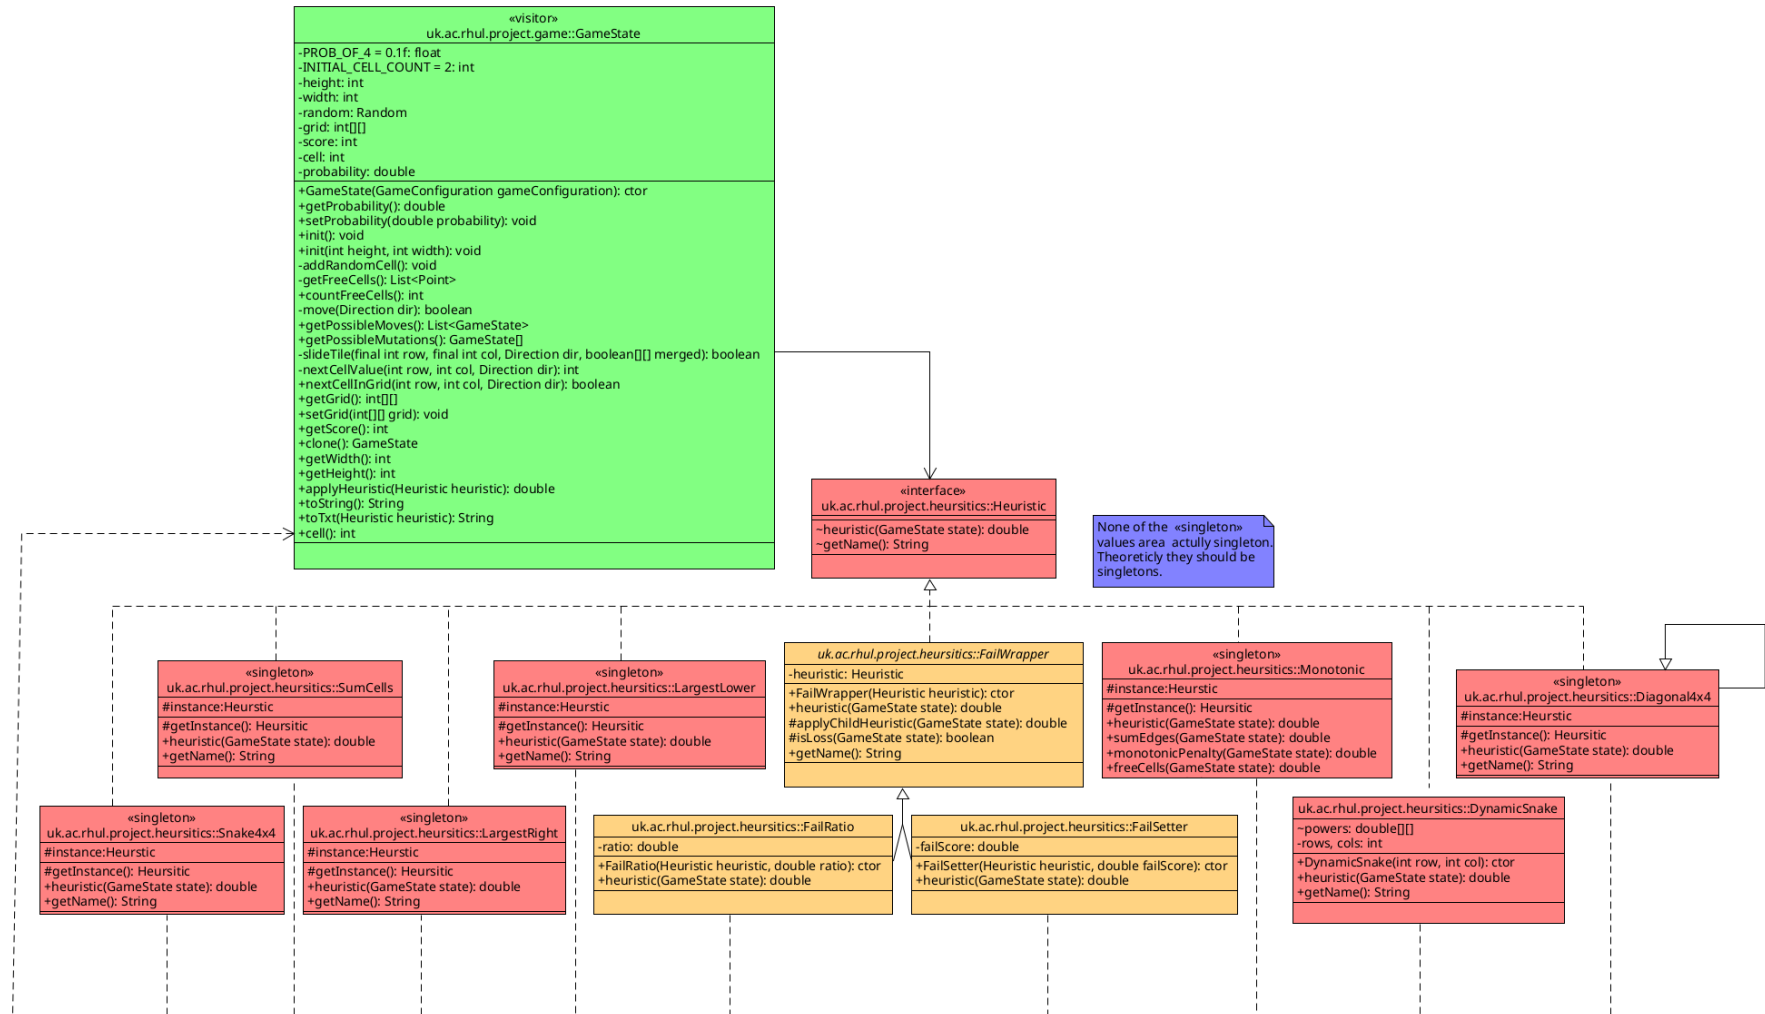 «visitor»
uk.ac.rhul.project.game::GameState
-PROB_OF_4 = 0.1f: float
-INITIAL_CELL_COUNT = 2: int
-height: int
-width: int
-random: Random
-grid: int[][]
-score: int
-cell: int
-probability: double
+GameState(GameConfiguration gameConfiguration): ctor
+getProbability(): double
+setProbability(double probability): void
+init(): void
+init(int height, int width): void
-addRandomCell(): void
-getFreeCells(): List<Point>
+countFreeCells(): int
-move(Direction dir): boolean
+getPossibleMoves(): List<GameState>
+getPossibleMutations(): GameState[]
-slideTile(final int row, final int col, Direction dir, boolean[][] merged): boolean
-nextCellValue(int row, int col, Direction dir): int
+nextCellInGrid(int row, int col, Direction dir): boolean
+getGrid(): int[][]
+setGrid(int[][] grid): void
+getScore(): int
+clone(): GameState
+getWidth(): int
+getHeight(): int
+applyHeuristic(Heuristic heuristic): double
+toString(): String
+toTxt(Heuristic heuristic): String
+cell(): int
«interface»
uk.ac.rhul.project.heursitics::Heuristic
~heuristic(GameState state): double
~getName(): String
None of the «singleton»
values area actully singleton.
Theoreticly they should be
singletons.
«singleton»
uk.ac.rhul.project.heursitics::SumCells
#instance:Heurstic
#getInstance(): Heursitic
+heuristic(GameState state): double
+getName(): String
«singleton»
uk.ac.rhul.project.heursitics::LargestLower
#instance:Heurstic
#getInstance(): Heursitic
+heuristic(GameState state): double
+getName(): String
uk.ac.rhul.project.heursitics::FailWrapper
-heuristic: Heuristic
+FailWrapper(Heuristic heuristic): ctor
+heuristic(GameState state): double
#applyChildHeuristic(GameState state): double
#isLoss(GameState state): boolean
+getName(): String
«singleton»
uk.ac.rhul.project.heursitics::Monotonic
#instance:Heurstic
#getInstance(): Heursitic
+heuristic(GameState state): double
+sumEdges(GameState state): double
+monotonicPenalty(GameState state): double
+freeCells(GameState state): double
«singleton»
uk.ac.rhul.project.heursitics::Diagonal4x4
#instance:Heurstic
#getInstance(): Heursitic
+heuristic(GameState state): double
+getName(): String
«singleton»
uk.ac.rhul.project.heursitics::Snake4x4
#instance:Heurstic
#getInstance(): Heursitic
+heuristic(GameState state): double
+getName(): String
«singleton»
uk.ac.rhul.project.heursitics::LargestRight
#instance:Heurstic
#getInstance(): Heursitic
+heuristic(GameState state): double
+getName(): String
uk.ac.rhul.project.heursitics::FailRatio
-ratio: double
+FailRatio(Heuristic heuristic, double ratio): ctor
+heuristic(GameState state): double
uk.ac.rhul.project.heursitics::FailSetter
-failScore: double
+FailSetter(Heuristic heuristic, double failScore): ctor
+heuristic(GameState state): double
uk.ac.rhul.project.heursitics::DynamicSnake
~powers: double[][]
-rows, cols: int
+DynamicSnake(int row, int col): ctor
+heuristic(GameState state): double
+getName(): String